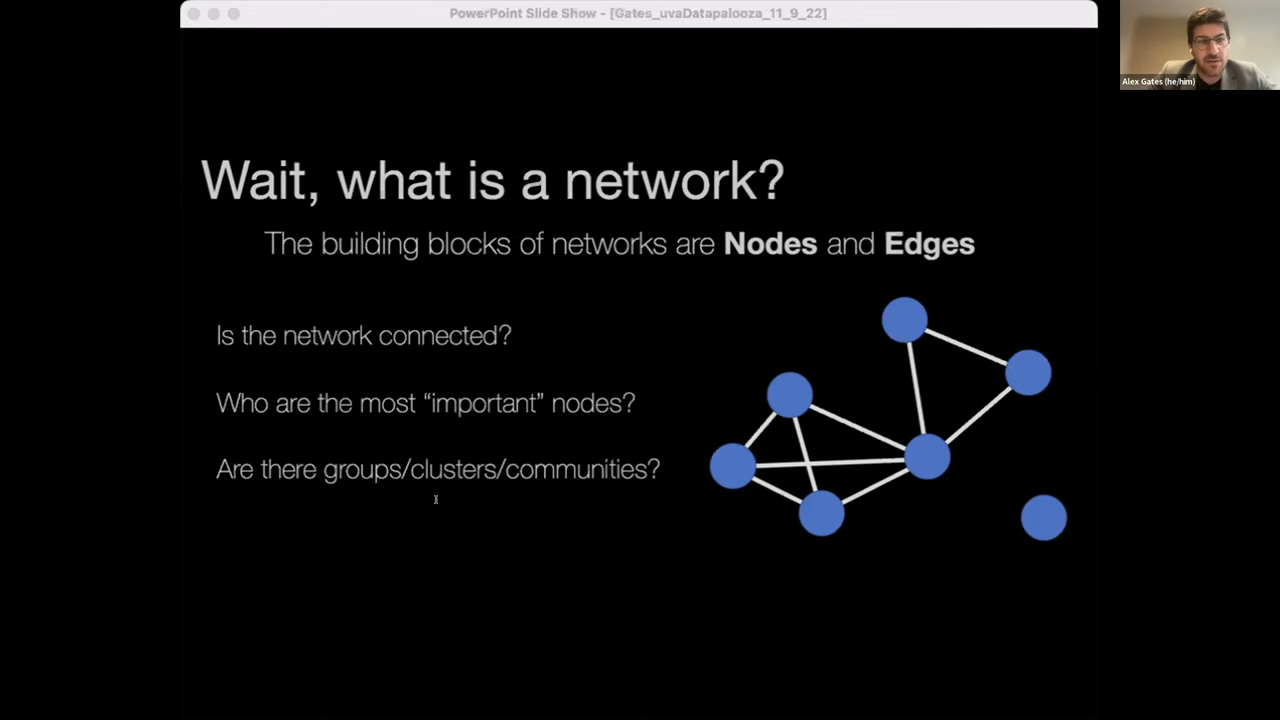 PowerPoint Slide Show - [Gates_uvaDatapalooza_11_9_22]
Alex Gates (he/him)
Wait, what is a network?
The building blocks of networks are Nodes and Edges
Is the network connected?
Who are the most “important” nodes?
Are there groups/clusters/communities?